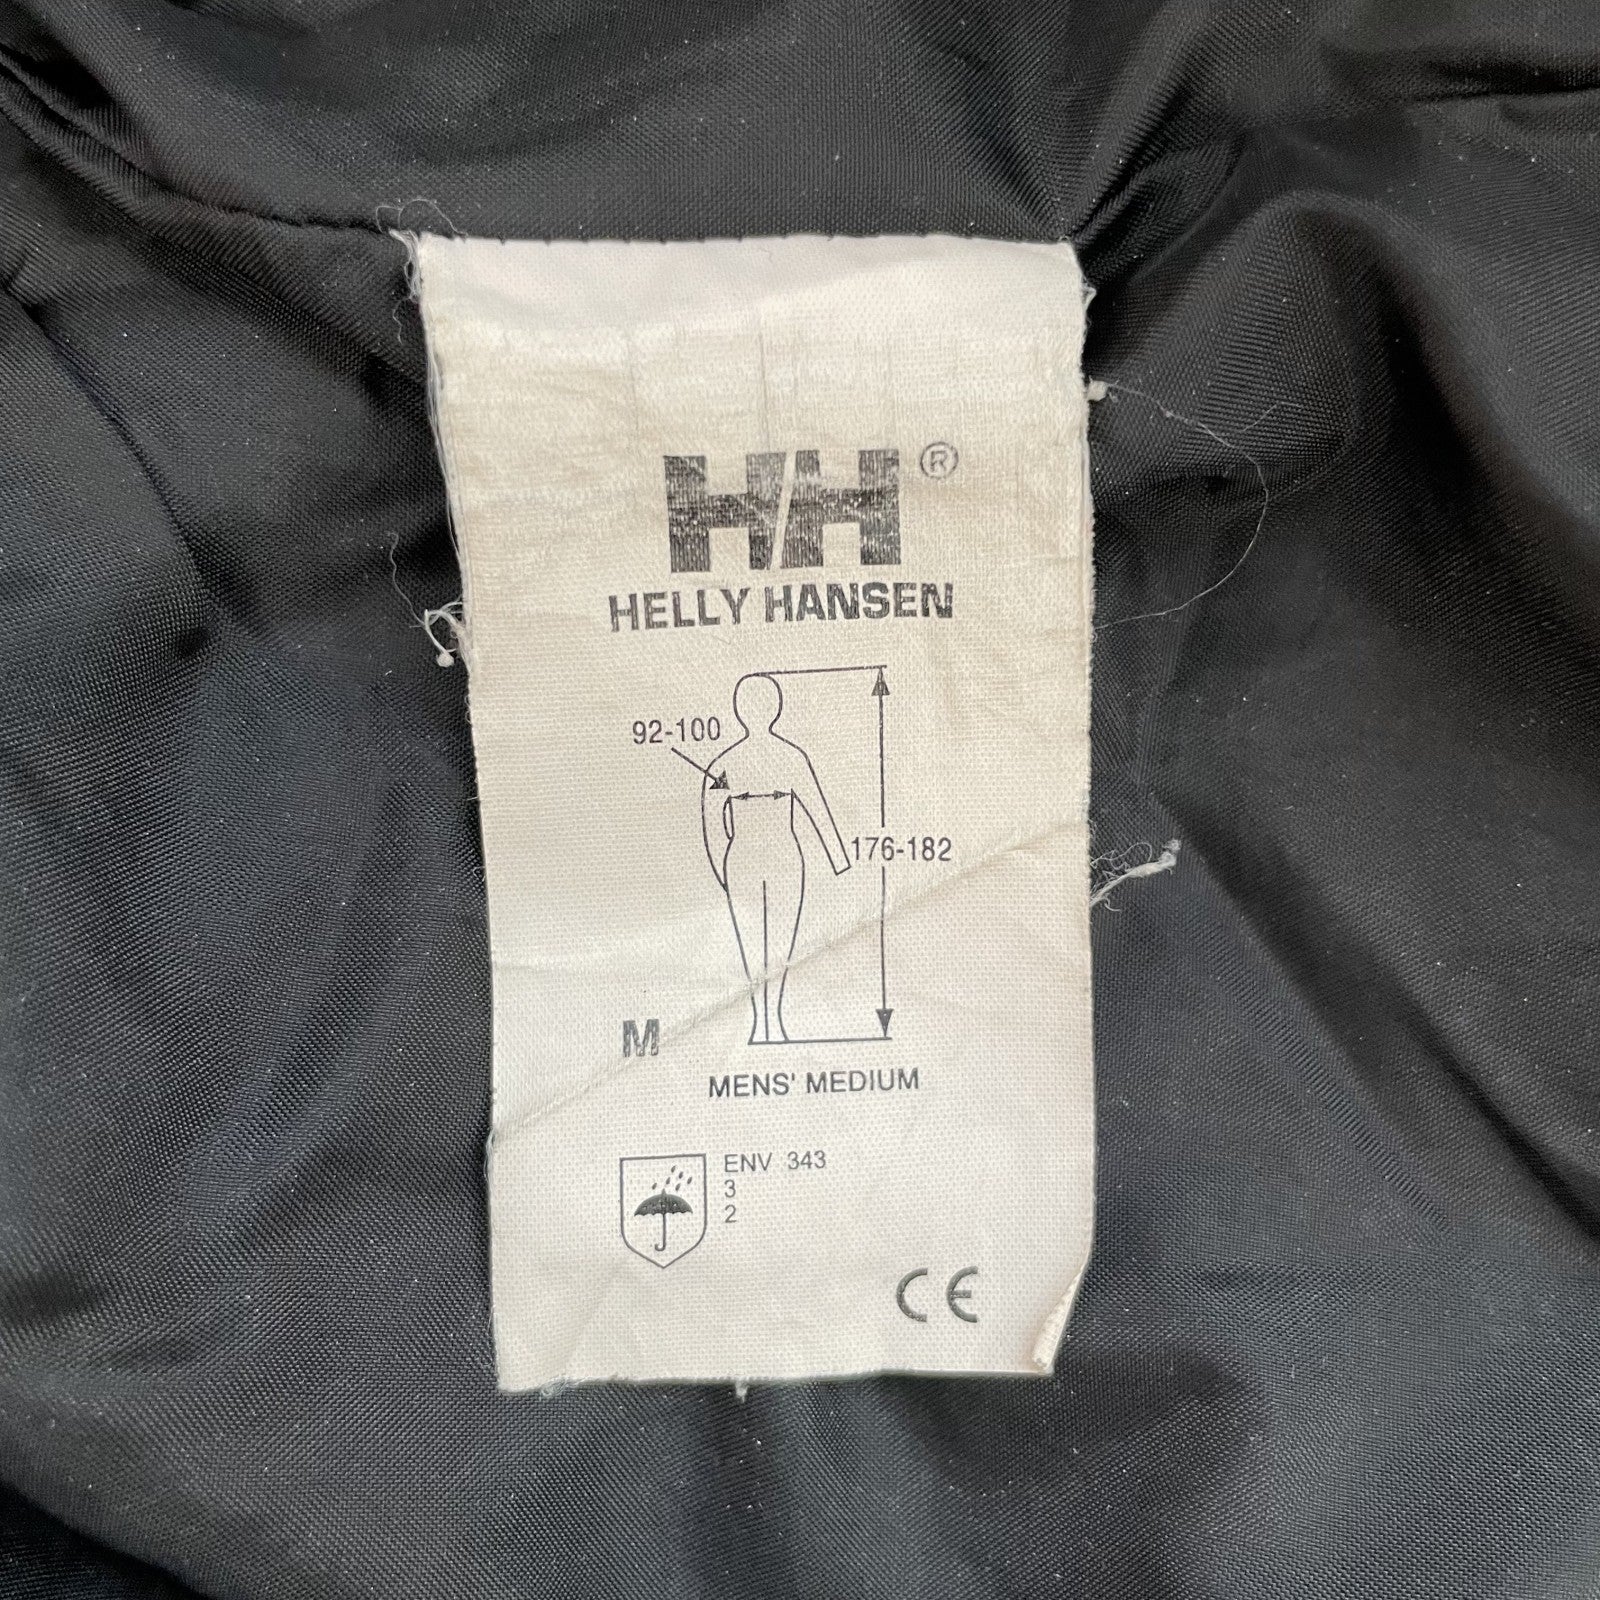 HH®
HELLY HANSEN
92-100
176-182
M
MENS' MEDIUM
ENV 343
3
2
CE